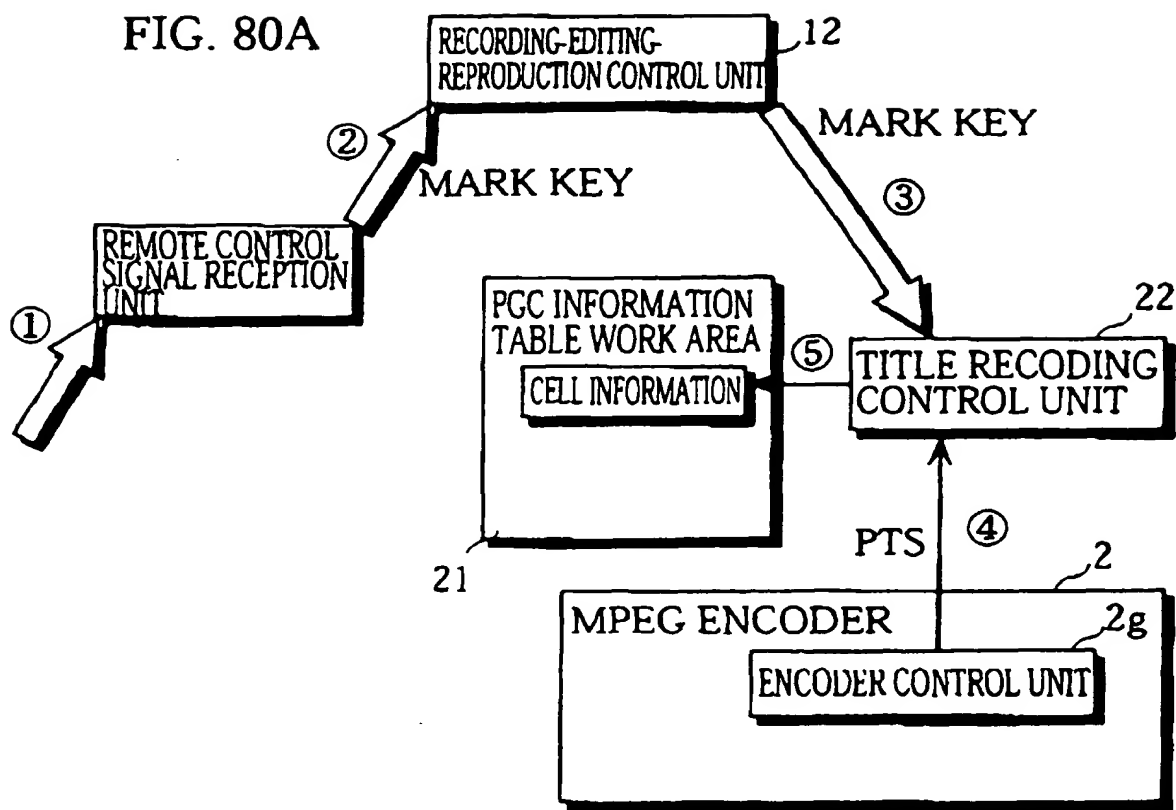 FIG. 80A
RECORDING-EDITING-
REPRODUCTION CONTROL UNIT
12
②
MARK KEY
MARK KEY
③
REMOTE CONTROL
SIGNAL RECEPTION
UNIT
①
PGC INFORMATION
TABLE WORK AREA
CELL INFORMATION
⑤
22
TITLE RECODING
CONTROL UNIT
21
PTS
④
2
MPEG ENCODER
2g
ENCODER CONTROL UNIT